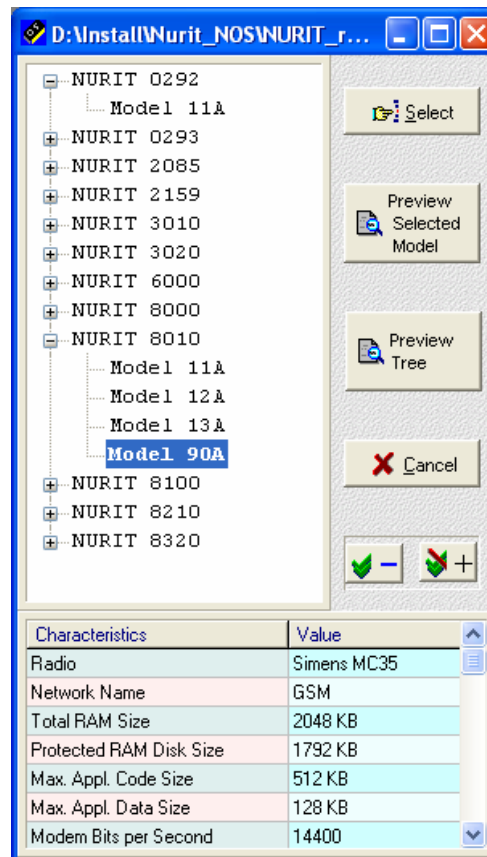 D:\Install\Nurit_NOS\NURIT_r...
NURIT 0292
Model 11A
NURIT 0293
NURIT 2085
NURIT 2159
NURIT 3010
NURIT 3020
NURIT 6000
NURIT 8000
NURIT 8010
Model 11A
Model 12A
Model 13A
Model 90A
NURIT 8100
NURIT 8210
NURIT 8320
Select
Preview
Selected
Model
Preview
Tree
Cancel
Characteristics Value
Radio Simens MC35
Network Name GSM
Total RAM Size 2048 KB
Protected RAM Disk Size 1792 KB
Max. Appl. Code Size 512 KB
Max. Appl. Data Size 128 KB
Modem Bits per Second 14400